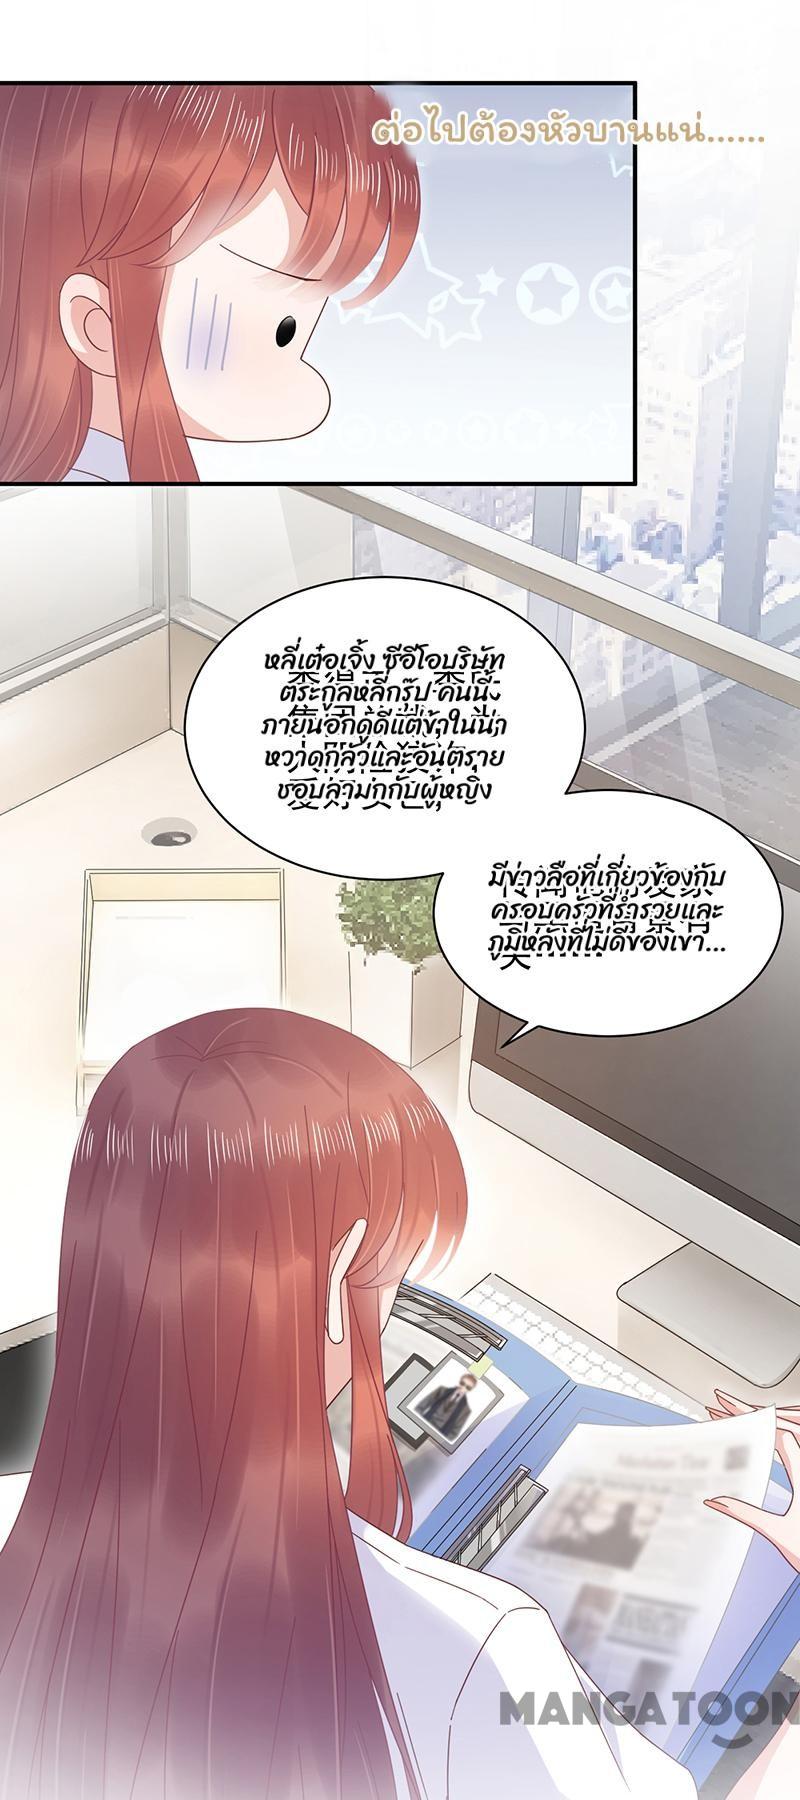 ต่อไปต้องหัวบานแน่......
หลี่เต๋อเจิ้ง ซีอีโอบริษัท
ตระกูลหลี่กรุ๊ป คนนี้
ภายนอกดูดีแต่ข้างในน่า
หวาดกลัวและอันตราย
ชอบลามกกับผู้หญิง
มีข่าวลือที่เกี่ยวข้องกับ
ครอบครัวที่ร่ำรวยและ
ภูมิหลังที่ไม่ดีของเขา...
MANGATOON